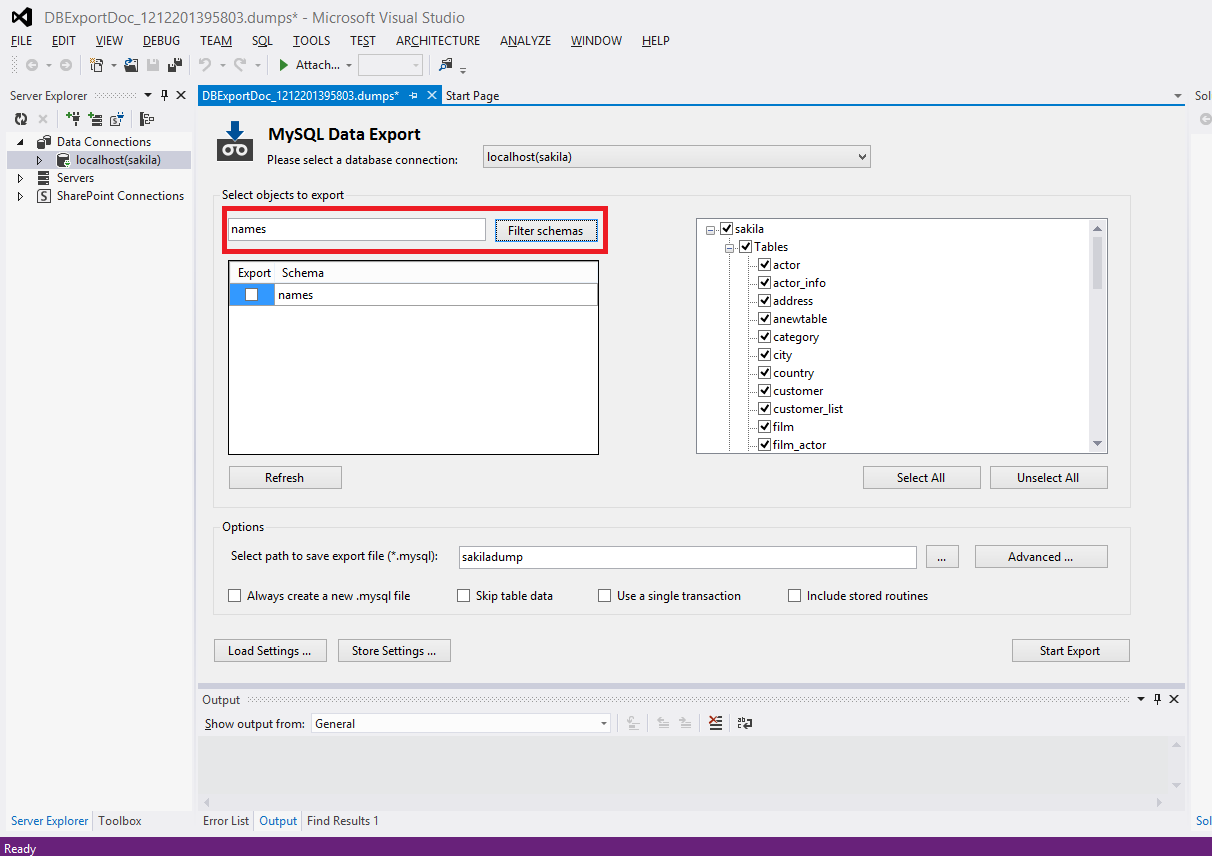 DBExportDoc_1212201395803.dumps* - Microsoft Visual Studio
FILE EDIT VIEW DEBUG TEAM SQL TOOLS TEST ARCHITECTURE ANALYZE WINDOW HELP
Attach...
Server Explorer
Data Connections
localhost(sakila)
Servers
SharePoint Connections
DBExportDoc_1212201395803.dumps* Start Page
Sol
MySQL Data Export
Please select a database connection: localhost(sakila)
Select objects to export
names Filter schemas
Export Schema
names
Refresh
sakila
Tables
actor
actor_info
address
anewtable
category
city
country
customer
customer_list
film
film_actor
Select All Unselect All
Options
Select path to save export file (*.mysql): sakiladump ... Advanced ...
Always create a new .mysql file Skip table data Use a single transaction Include stored routines
Load Settings ... Store Settings ... Start Export
Output
Show output from: General
Server Explorer Toolbox Error List Output Find Results 1 Sol
Ready